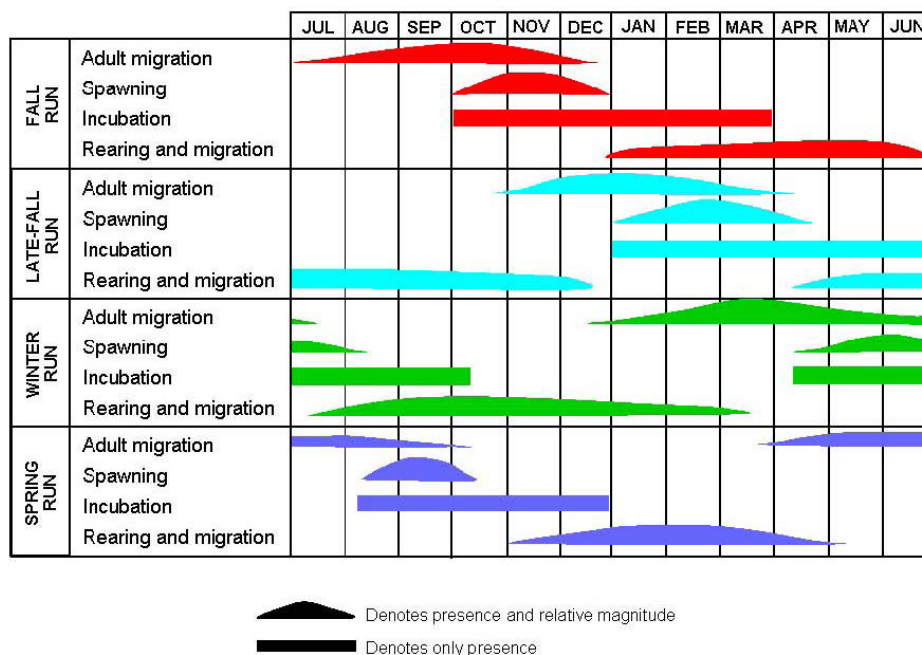 JUL AUG SEP OCT NOV DEC JAN FEB MAR APR MAY JUN
FALL
RUN
Adult migration
Spawning
Incubation
Rearing and migration
LATE-FALL
RUN
Adult migration
Spawning
Incubation
Rearing and migration
WINTER
RUN
Adult migration
Spawning
Incubation
Rearing and migration
SPRING
RUN
Adult migration
Spawning
Incubation
Rearing and migration
Denotes presence and relative magnitude
Denotes only presence